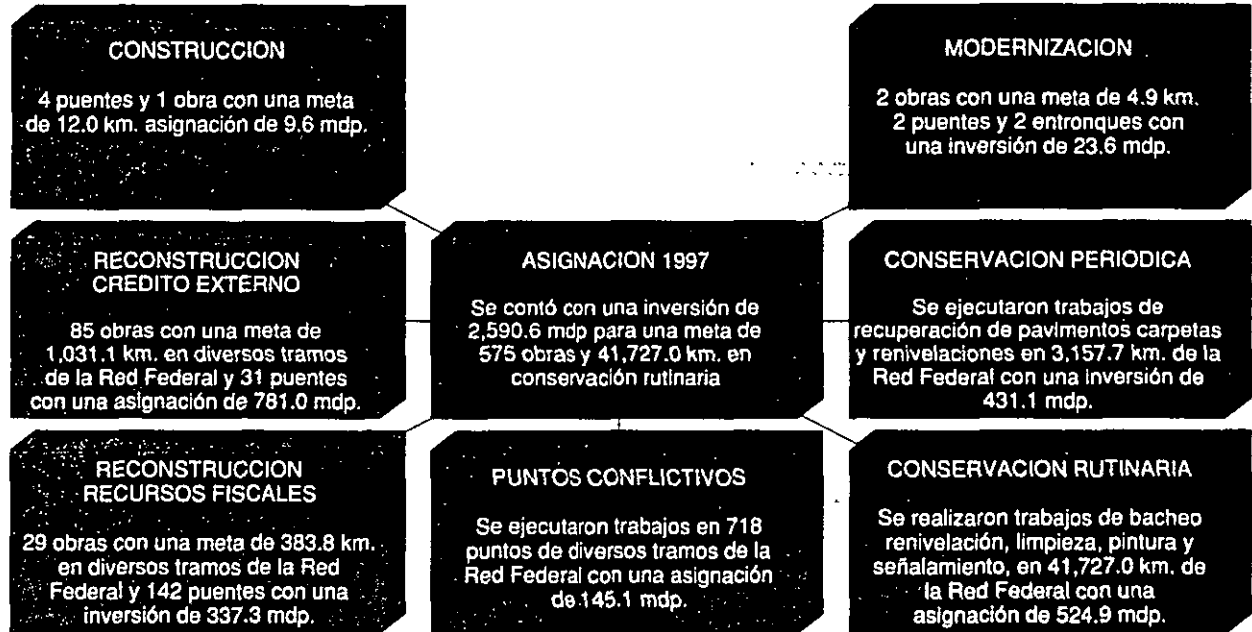 CONSTRUCCION
4 puentes y 1 obra con una meta
de 12.0 km. asignación de 9.6 mdp.
MODERNIZACION
2 obras con una meta de 4.9 km.
2 puentes y 2 entronques con
una inversión de 23.6 mdp.
RECONSTRUCCION
CREDITO EXTERNO
85 obras con una meta de
1,031.1 km. en diversos tramos
de la Red Federal y 31 puentes
con una asignación de 781.0 mdp.
ASIGNACION 1997
Se contó con una inversión de
2,590.6 mdp para una meta de
575 obras y 41,727.0 km. en
conservación rutinaria
CONSERVACION PERIODICA
Se ejecutaron trabajos de
recuperación de pavimentos carpetas
y renivelaciones en 3,157.7 km. de la
Red Federal con una inversión de
431.1 mdp.
RECONSTRUCCION
RECURSOS FISCALES
29 obras con una meta de 383.8 km.
en diversos tramos de la Red
Federal y 142 puentes con una
inversión de 337.3 mdp.
PUNTOS CONFLICTIVOS
Se ejecutaron trabajos en 718
puntos de diversos tramos de la
Red Federal con una asignación
de 145.1 mdp.
CONSERVACION RUTINARIA
Se realizaron trabajos de bacheo
renivelación, limpieza, pintura y
señalamiento, en 41,727.0 km. de
la Red Federal con una
asignación de 524.9 mdp.